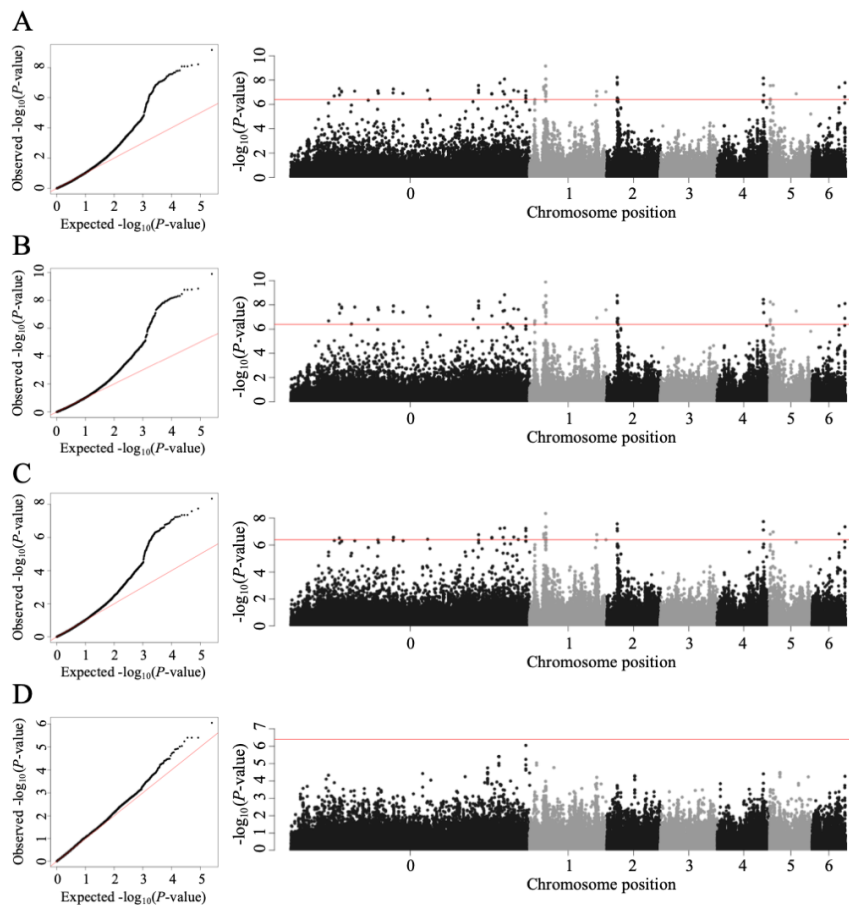 A
Observed -log10(P-value)
0 2 4 6 8
0 1 2 3 4 5
Expected -log10(P-value)
-log10(P-value)
0 2 4 6 8 10
0 1 2 3 4 5 6
Chromosome position
B
Observed -log10(P-value)
0 2 4 6 8 10
0 1 2 3 4 5
Expected -log10(P-value)
-log10(P-value)
0 2 4 6 8 10
0 1 2 3 4 5 6
Chromosome position
C
Observed -log10(P-value)
0 2 4 6 8
0 1 2 3 4 5
Expected -log10(P-value)
-log10(P-value)
0 2 4 6 8
0 1 2 3 4 5 6
Chromosome position
D
Observed -log10(P-value)
0 1 2 3 4 5 6
0 1 2 3 4 5
Expected -log10(P-value)
-log10(P-value)
0 1 2 3 4 5 6 7
0 1 2 3 4 5 6
Chromosome position